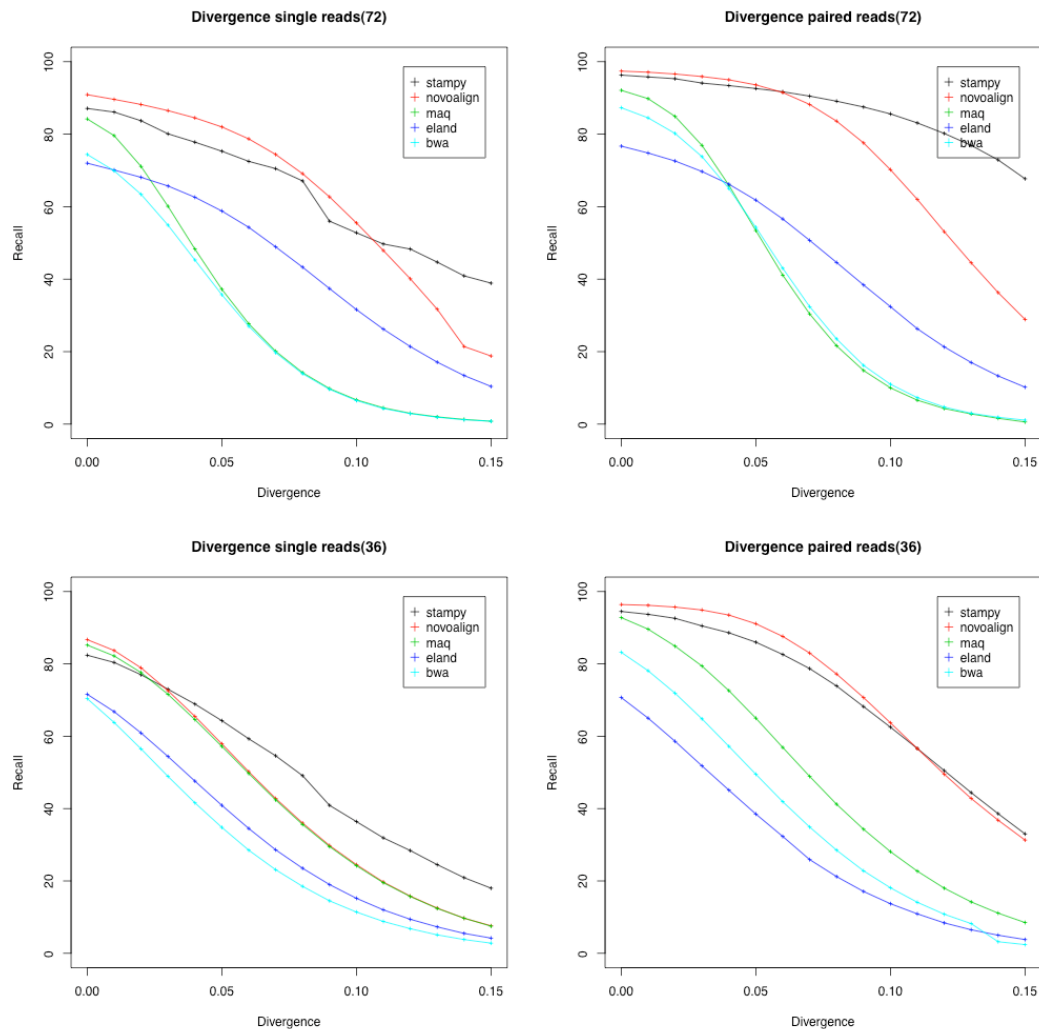 Divergence single reads(72)
Recall
100
80
60
40
20
0
stampy
novoalign
maq
eland
bwa
0.00 0.05 0.10 0.15
Divergence
Divergence paired reads(72)
Recall
100
80
60
40
20
0
stampy
novoalign
maq
eland
bwa
0.00 0.05 0.10 0.15
Divergence
Divergence single reads(36)
Recall
100
80
60
40
20
0
stampy
novoalign
maq
eland
bwa
0.00 0.05 0.10 0.15
Divergence
Divergence paired reads(36)
Recall
100
80
60
40
20
0
stampy
novoalign
maq
eland
bwa
0.00 0.05 0.10 0.15
Divergence